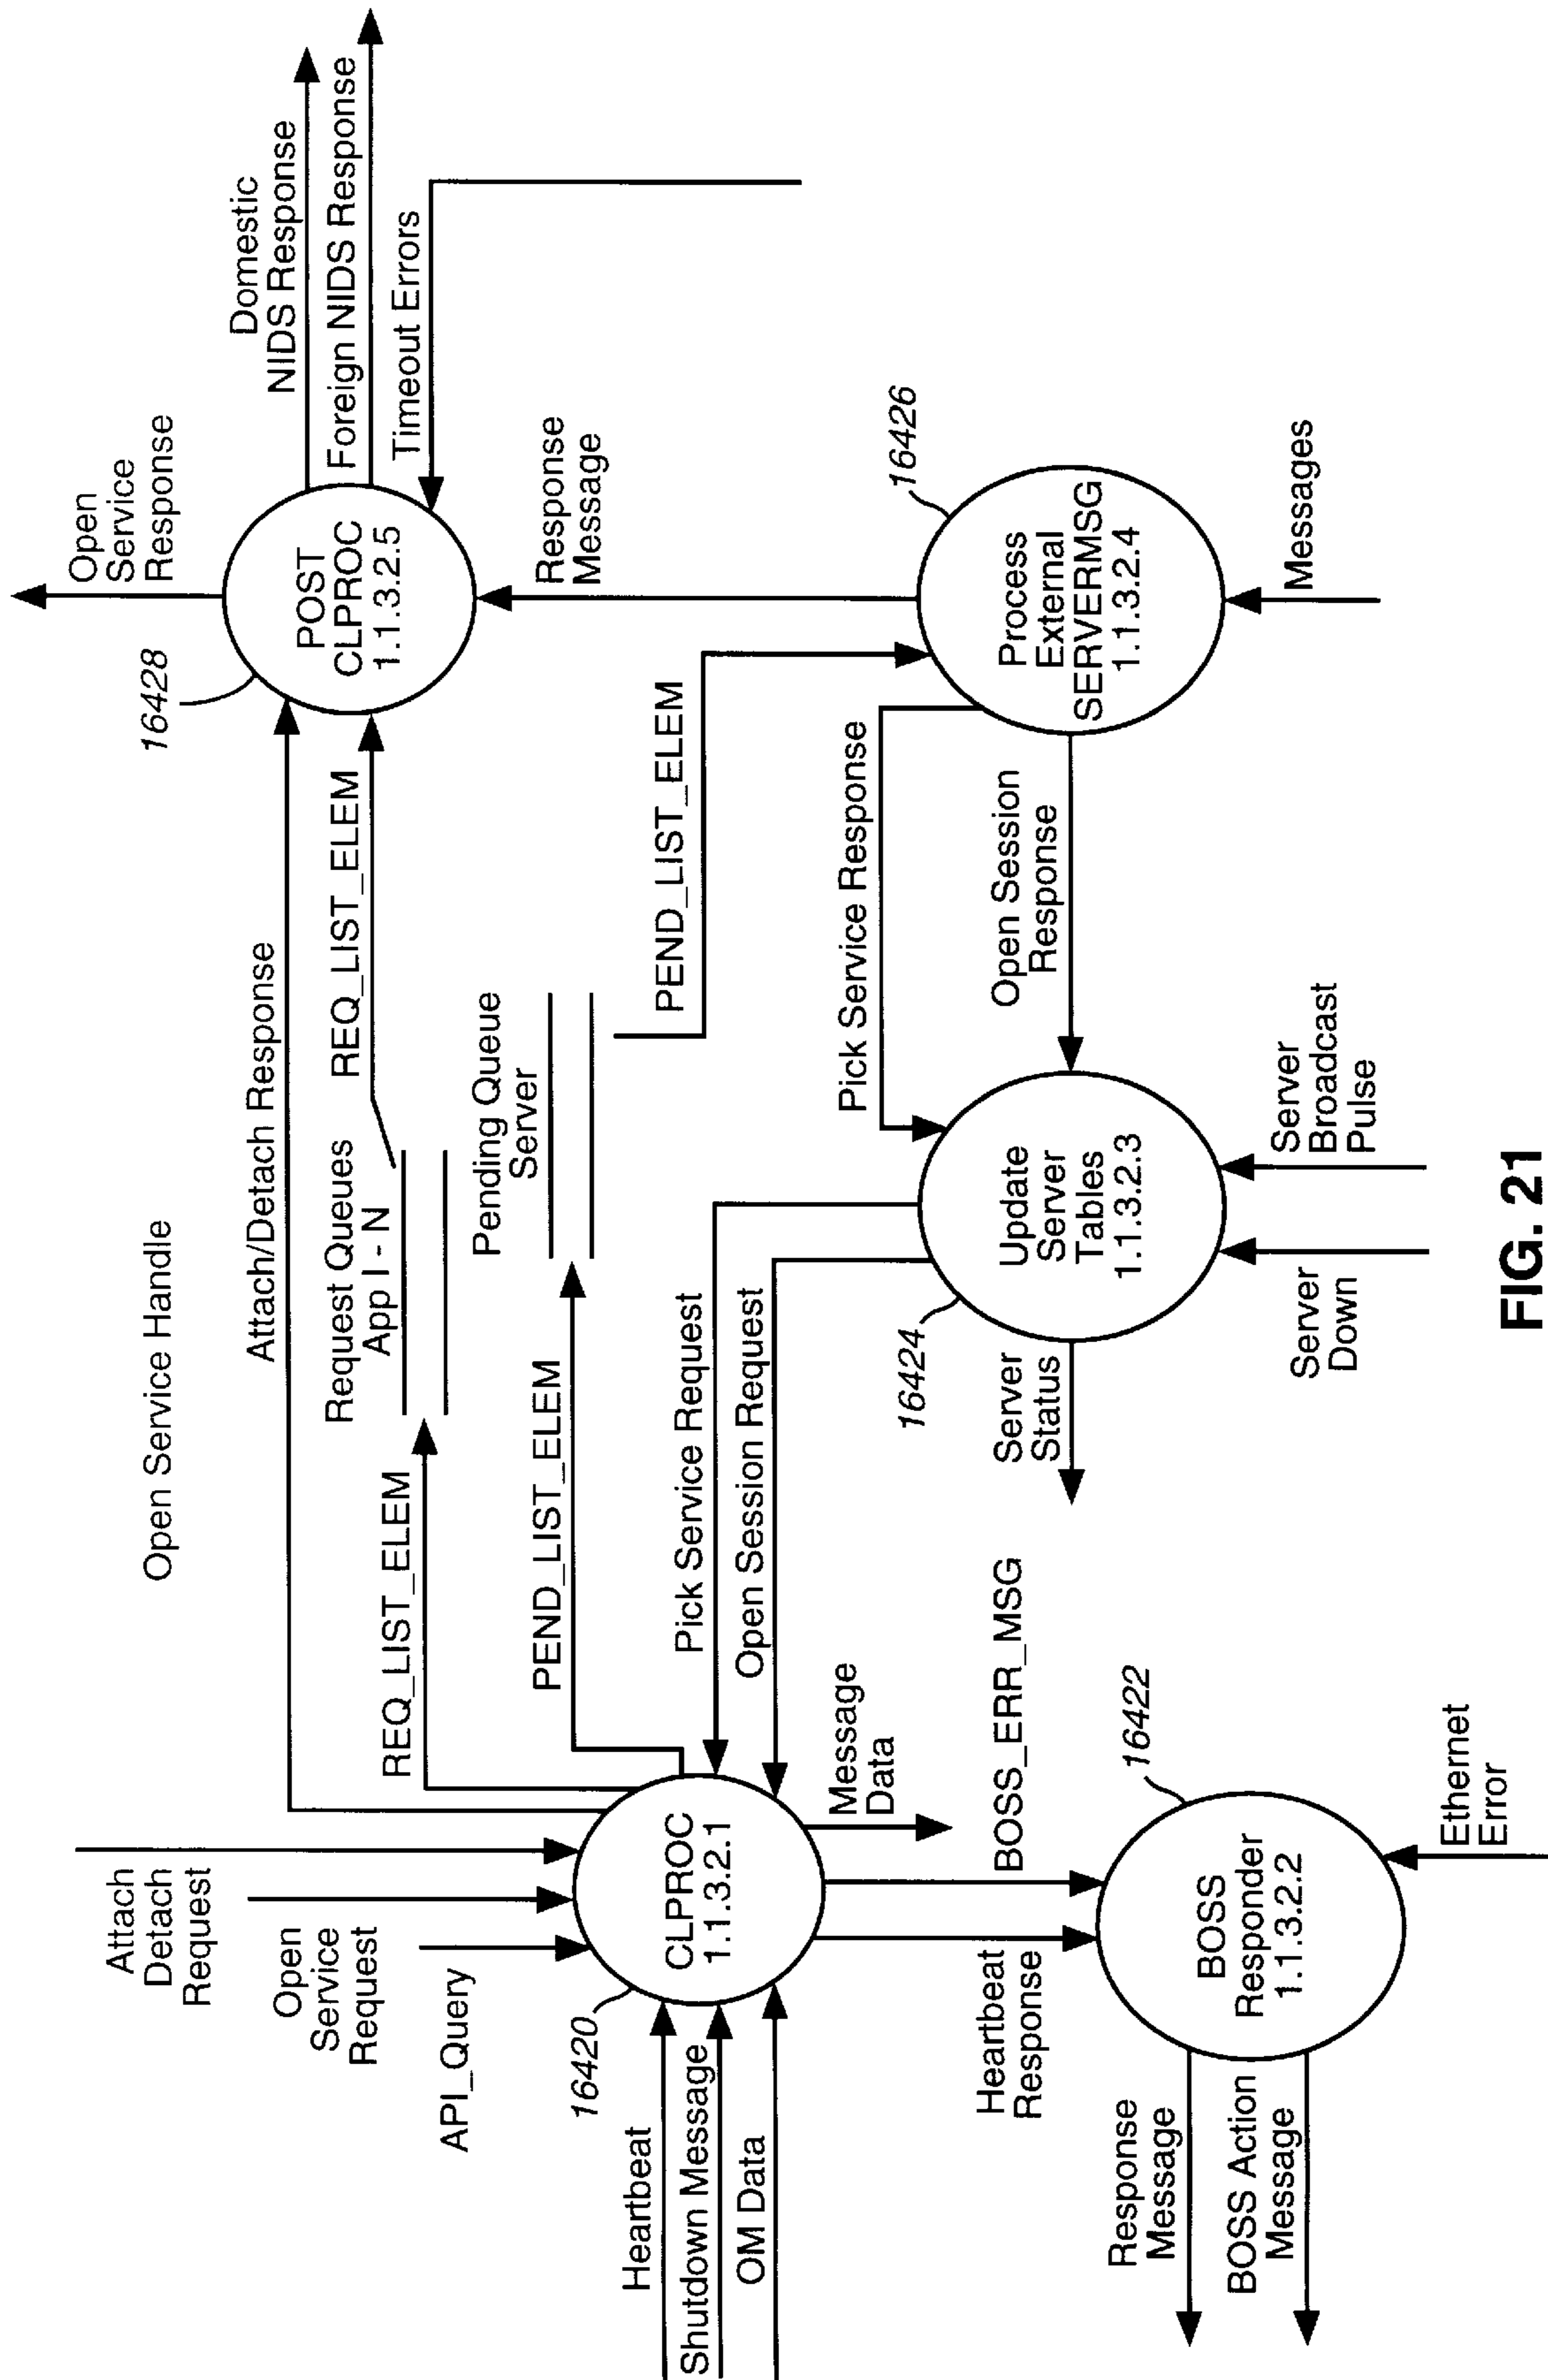 Attach
Detach
Request
Open
Service
Request
API_Query
Heartbeat
Shutdown Message
OM Data
16420
CLPROC
1.1.3.2.1
Open Service Handle
Attach/Detach Response
REQ_LIST_ELEM
Request Queues
App I - N
REQ_LIST_ELEM
PEND_LIST_ELEM
Pending Queue
Server
PEND_LIST_ELEM
Pick Service Request
Open Session Request
Message
Data
BOSS_ERR_MSG
Heartbeat
Response
16422
BOSS
Responder
1.1.3.2.2
Response
Message
BOSS Action
Message
Ethernet
Error
16424
Update
Server
Tables
1.1.3.2.3
Server
Status
Server
Down
Server
Broadcast
Pulse
Pick Service Response
Open Session
Response
16426
Process
External
SERVERMSG
1.1.3.2.4
Messages
Response
Message
16428
POST
CLPROC
1.1.3.2.5
Open
Service
Response
Domestic
NIDS Response
Foreign NIDS Response
Timeout Errors
FIG. 21